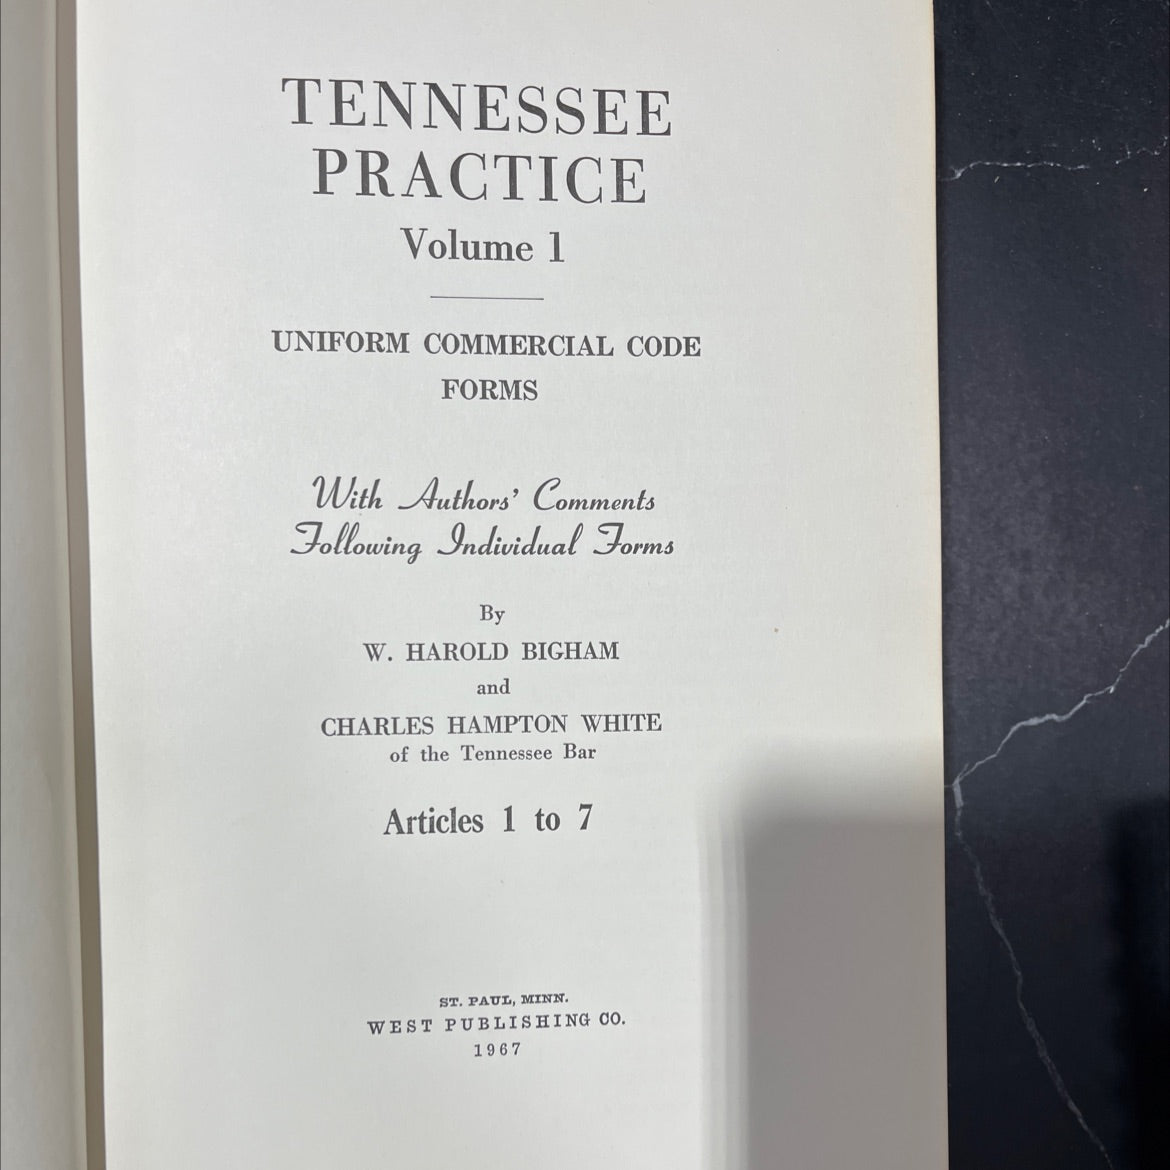 TENNESSEE
PRACTICE
Volume 1
UNIFORM COMMERCIAL CODE
FORMS
With Authors' Comments
Following Individual Forms
By
W. HAROLD BIGHAM
and
CHARLES HAMPTON WHITE
of the Tennessee Bar
Articles 1 to 7
ST. PAUL, MINN.
WEST PUBLISHING CO.
1967